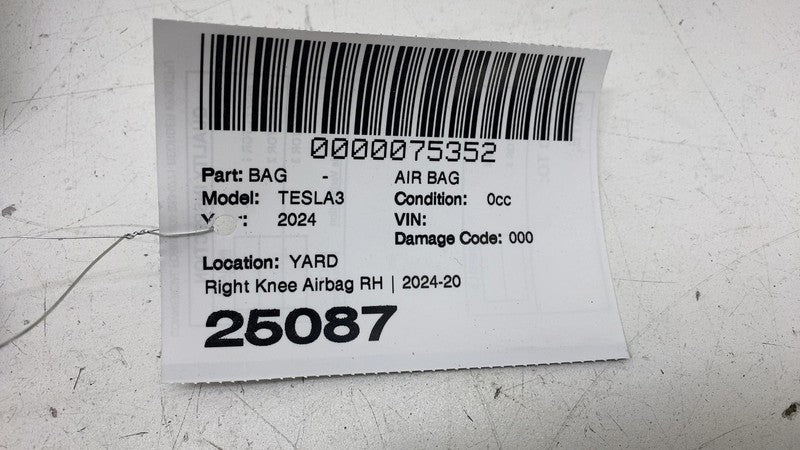 0000075352
Part: BAG - AIR BAG
Model: TESLA3 Condition: 0cc
2024 VIN:
Damage Code: 000
Location: YARD
Right Knee Airbag RH | 2024-20
25087